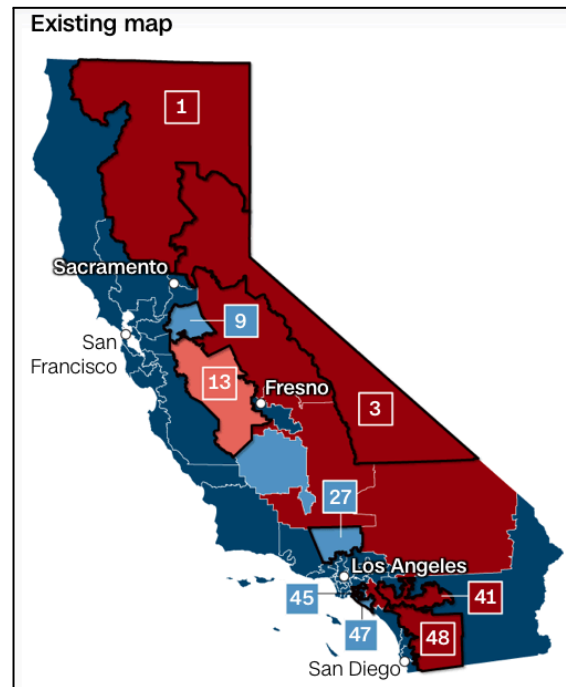 Existing map
1
Sacramento
9
San
Francisco
13
Fresno
3
27
Los Angeles
45
41
47
48
San Diego